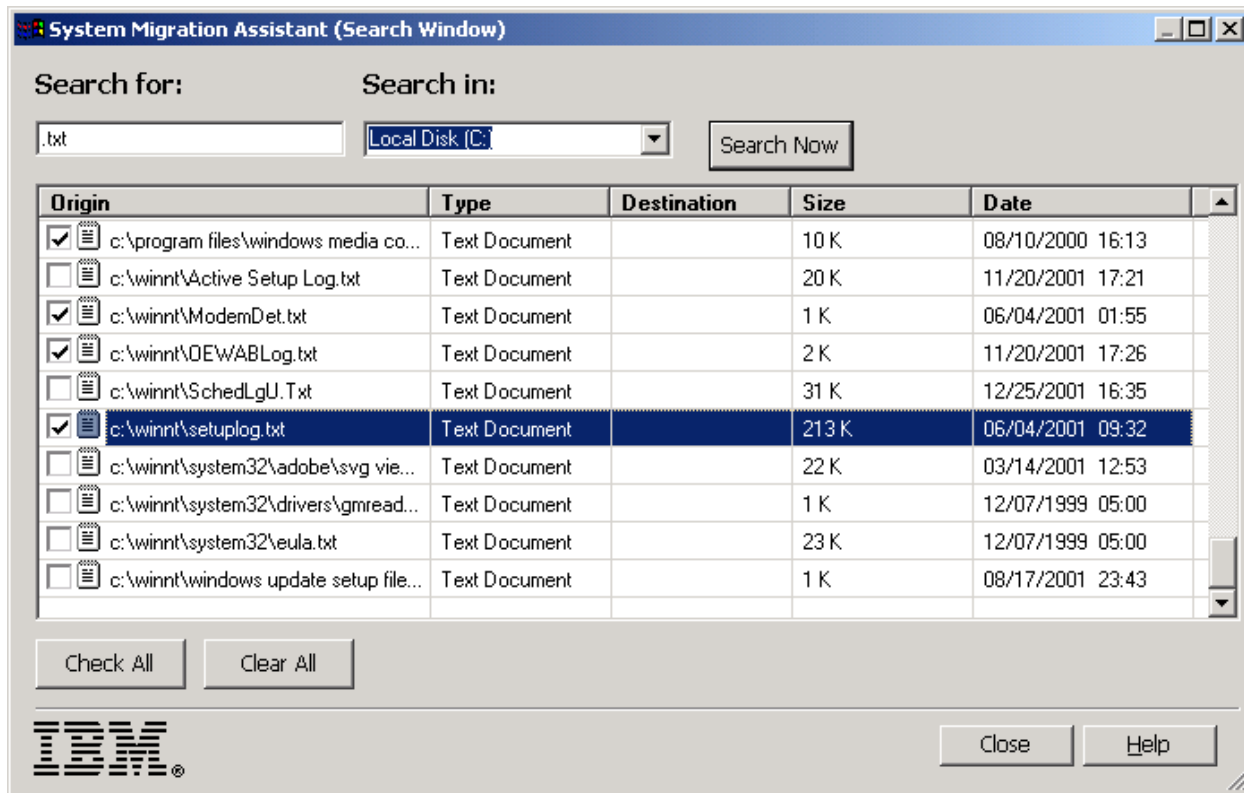 System Migration Assistant (Search Window)
Search for: Search in:
.txt Local Disk (C:) Search Now
Origin Type Destination Size Date
c:\program files\windows media co... Text Document 10 K 08/10/2000 16:13
c:\winnt\Active Setup Log.txt Text Document 20 K 11/20/2001 17:21
c:\winnt\ModemDet.txt Text Document 1 K 06/04/2001 01:55
c:\winnt\OEWABLog.txt Text Document 2 K 11/20/2001 17:26
c:\winnt\SchedLgU.Txt Text Document 31 K 12/25/2001 16:35
c:\winnt\setuplog.txt Text Document 213 K 06/04/2001 09:32
c:\winnt\system32\adobe\svg vie... Text Document 22 K 03/14/2001 12:53
c:\winnt\system32\drivers\gmread... Text Document 1 K 12/07/1999 05:00
c:\winnt\system32\eula.txt Text Document 23 K 12/07/1999 05:00
c:\winnt\windows update setup file... Text Document 1 K 08/17/2001 23:43
Check All Clear All
IBM® Close Help